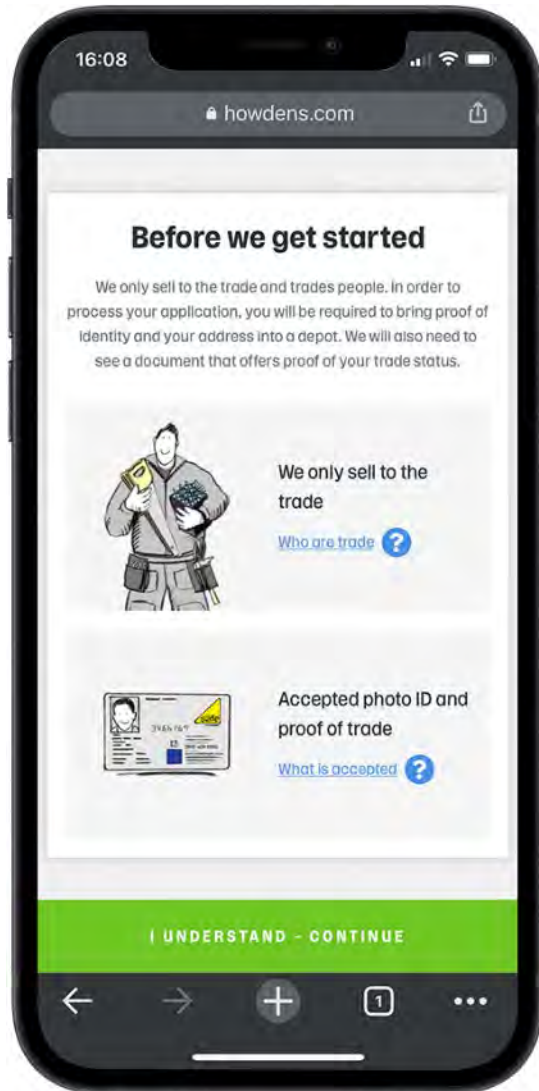 16:08
howdens.com
Before we get started
We only sell to the trade and trades people. In order to
process your application, you will be required to bring proof of
identity and your address into a depot. We will also need to
see a document that offers proof of your trade status.
We only sell to the
trade
Who are trade ?
Accepted photo ID and
proof of trade
What is accepted ?
I UNDERSTAND - CONTINUE
1